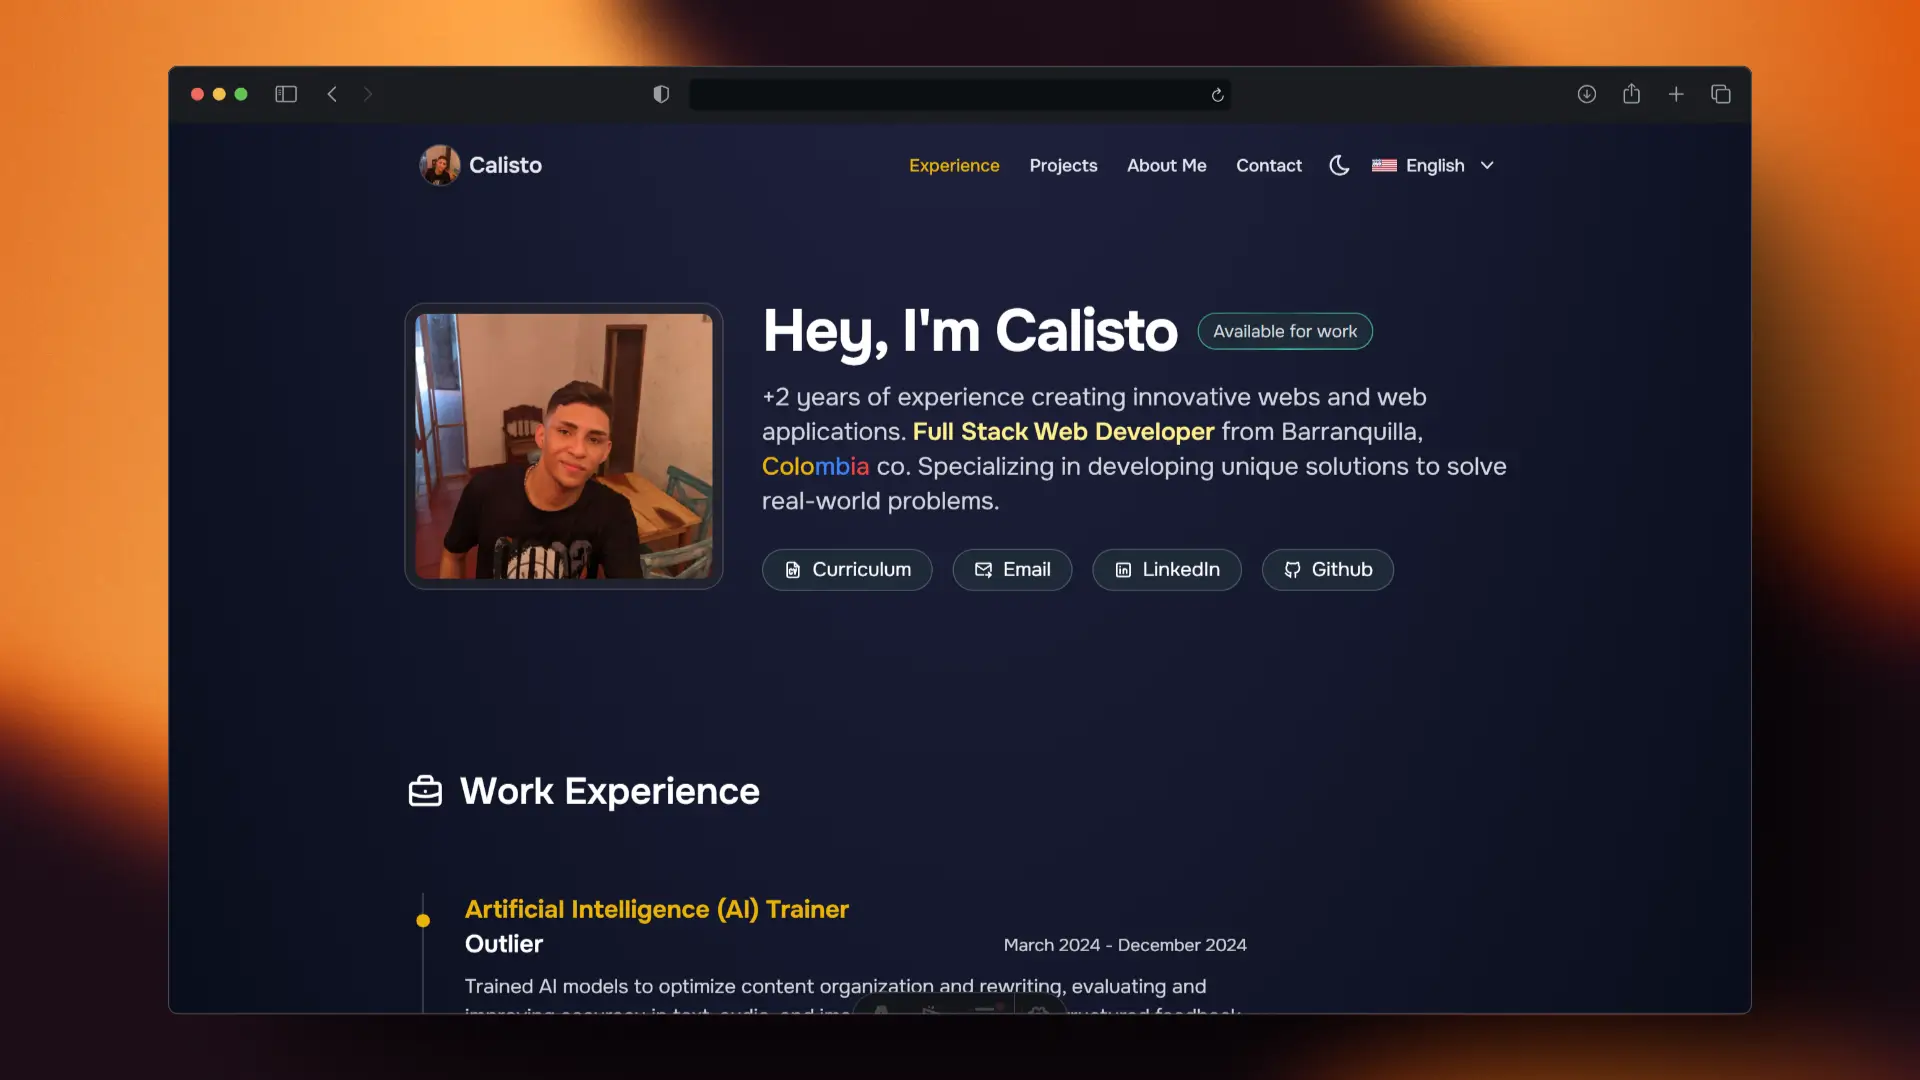 Calisto
Experience Projects About Me Contact English
Hey, I'm Calisto Available for work
+2 years of experience creating innovative webs and web
applications. Full Stack Web Developer from Barranquilla,
Colombia co. Specializing in developing unique solutions to solve
real-world problems.
Curriculum Email LinkedIn Github
Work Experience
Artificial Intelligence (AI) Trainer
Outlier March 2024 - December 2024
Trained AI models to optimize content organization and rewriting, evaluating and